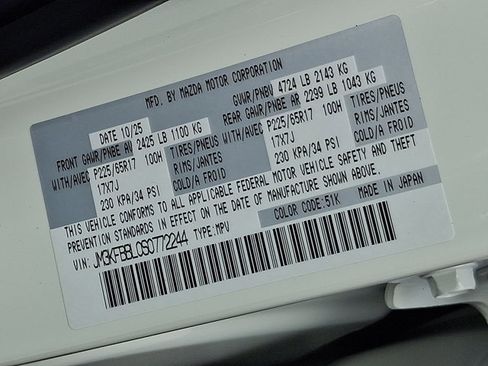 MFD. BY MAZDA MOTOR CORPORATION
DATE 10/25 GVWR/PNBV 4724 LB 2143 KG
FRONT GAWR/PNBE AV 2425 LB 1100 KG REAR GAWR/PNBE AR 2299 LB 1043 KG
WITH/AVEC P225/65R17 100H TIRES/PNEUS WITH/AVEC P225/65R17 100H TIRES/PNEUS
17X7J RIMS/JANTES 17X7J RIMS/JANTES
230 KPA/34 PSI COLD/A FROID 230 KPA/34 PSI COLD/A FROID
THIS VEHICLE CONFORMS TO ALL APPLICABLE FEDERAL MOTOR VEHICLE SAFETY AND THEFT
PREVENTION STANDARDS IN EFFECT ON THE DATE OF MANUFACTURE SHOWN ABOVE.
VIN: JM3KFBBL0S0772244 TYPE: MPV COLOR CODE: 51K MADE IN JAPAN